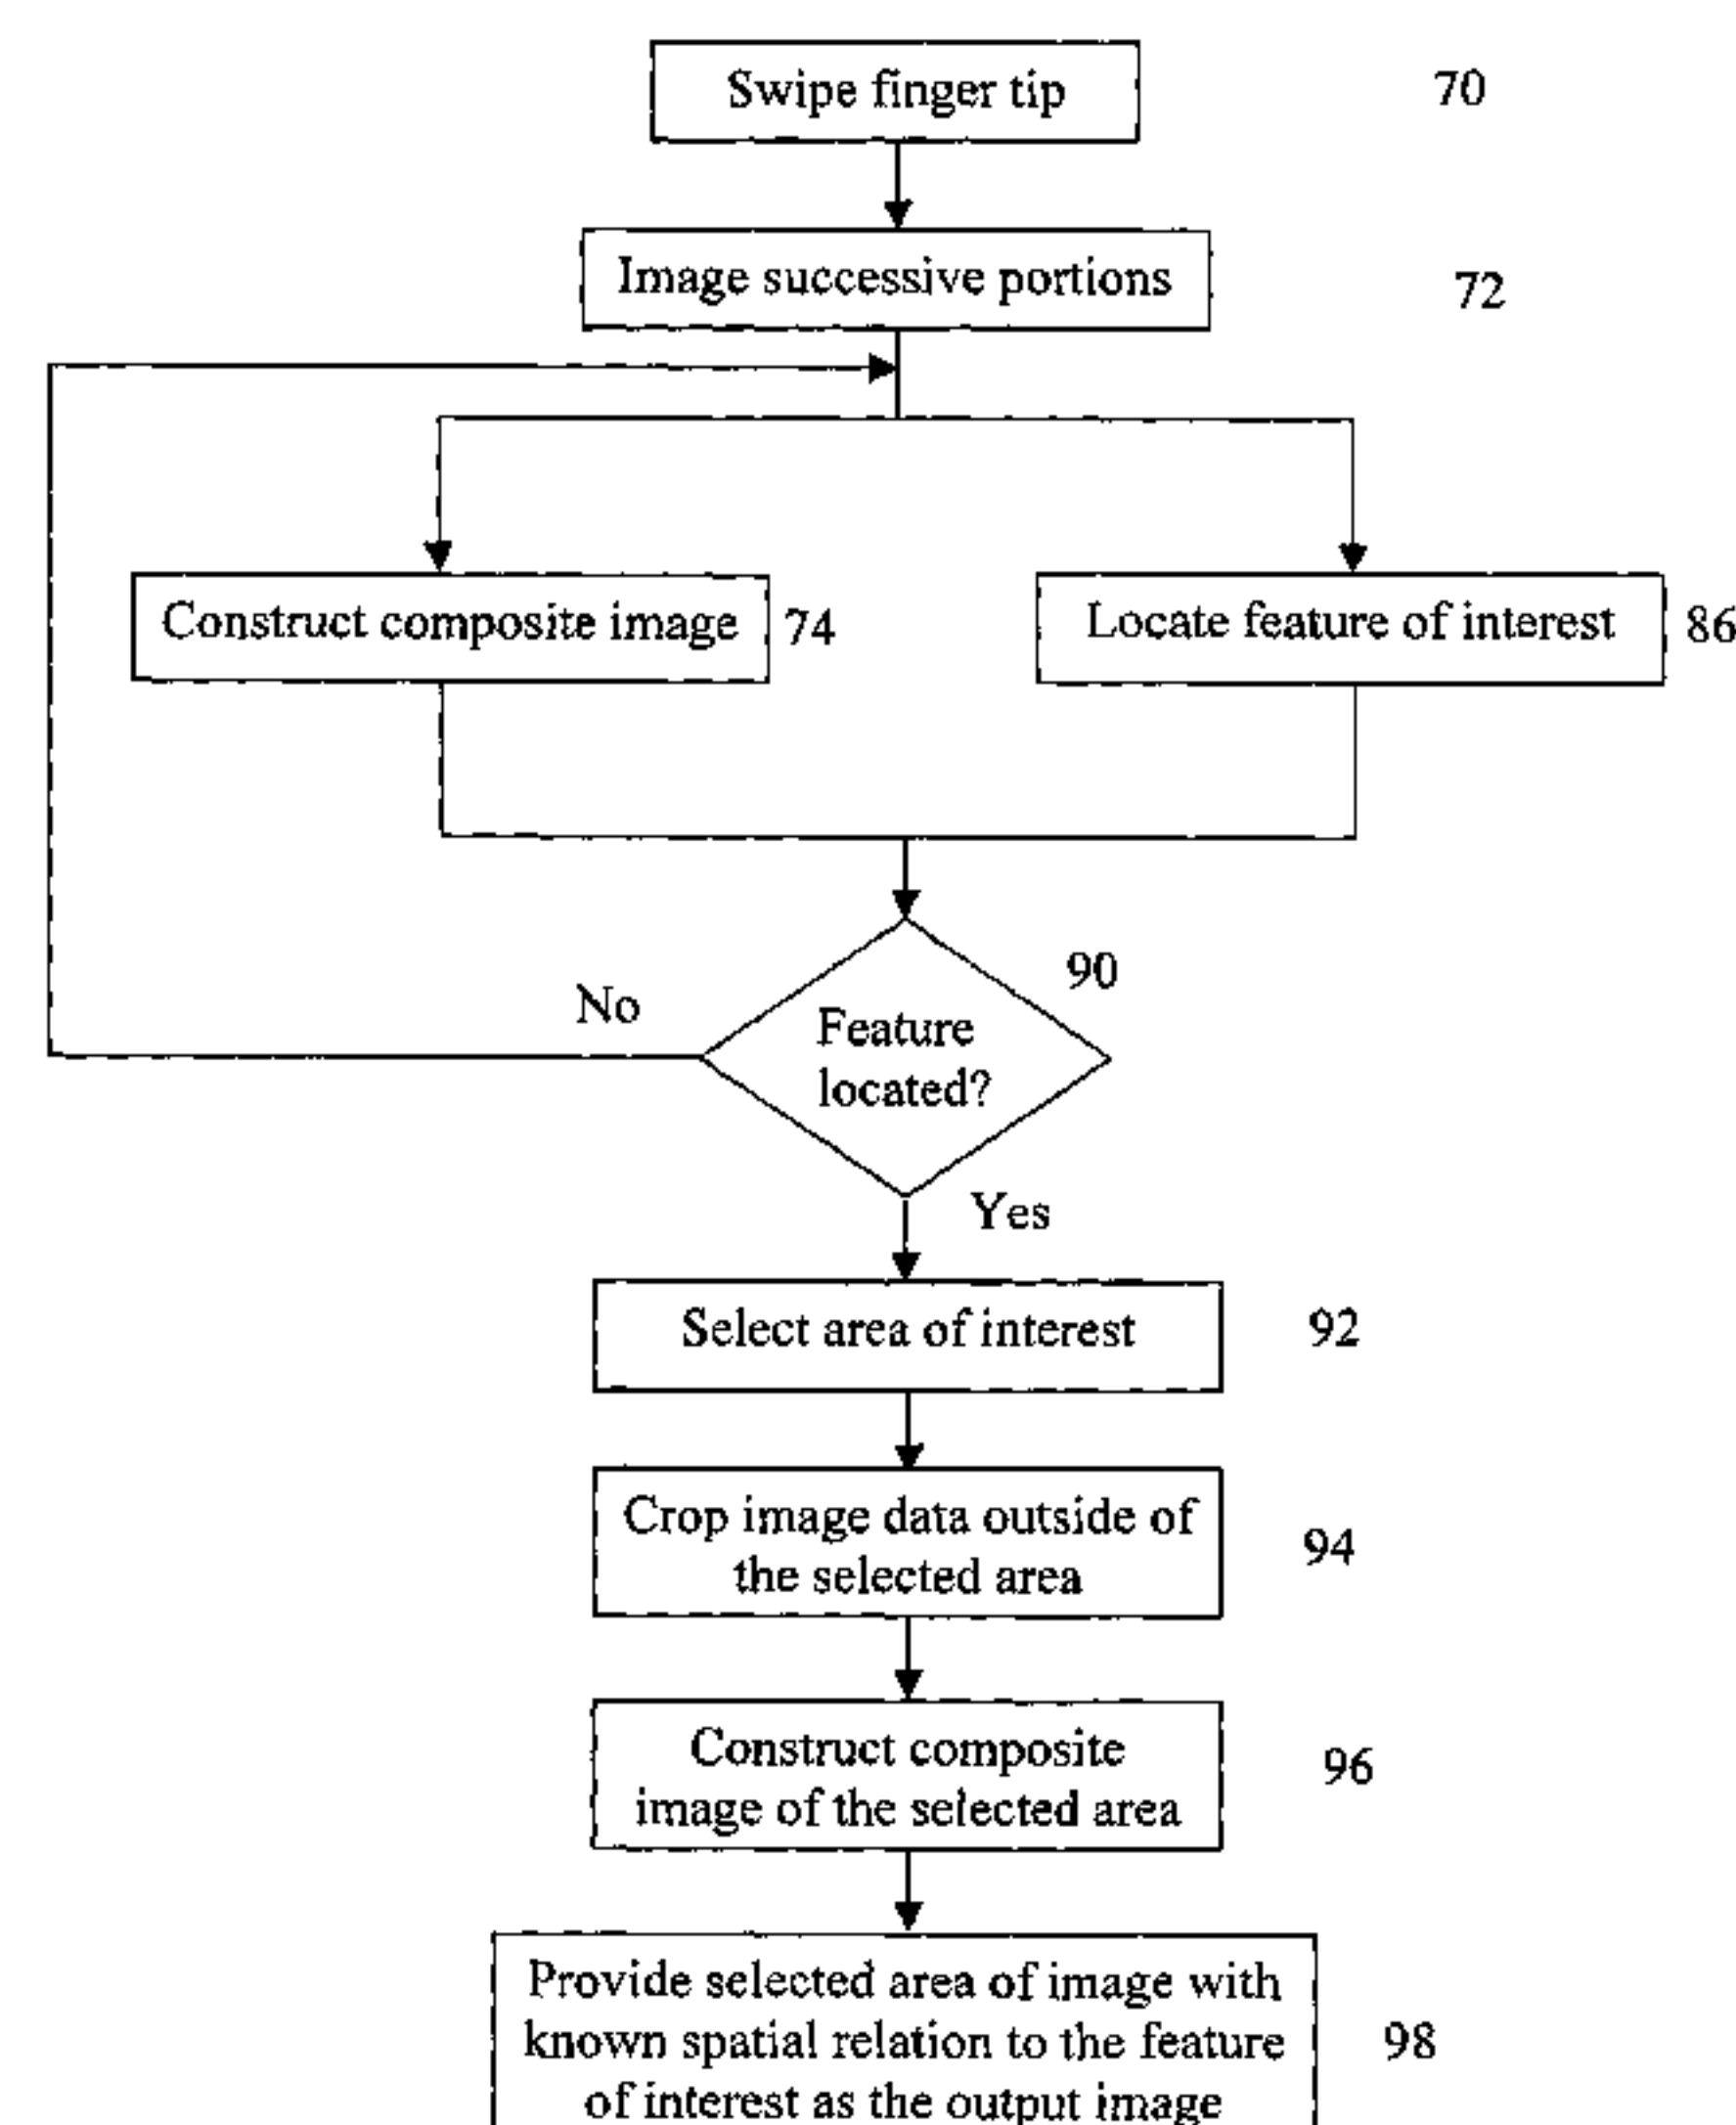 Swipe finger tip
70
Image successive portions
72
Construct composite image
74
Locate feature of interest
86
90
No
Feature
located?
Yes
Select area of interest
92
Crop image data outside of
the selected area
94
Construct composite
image of the selected area
96
Provide selected area of image with
known spatial relation to the feature
of interest as the output image
98